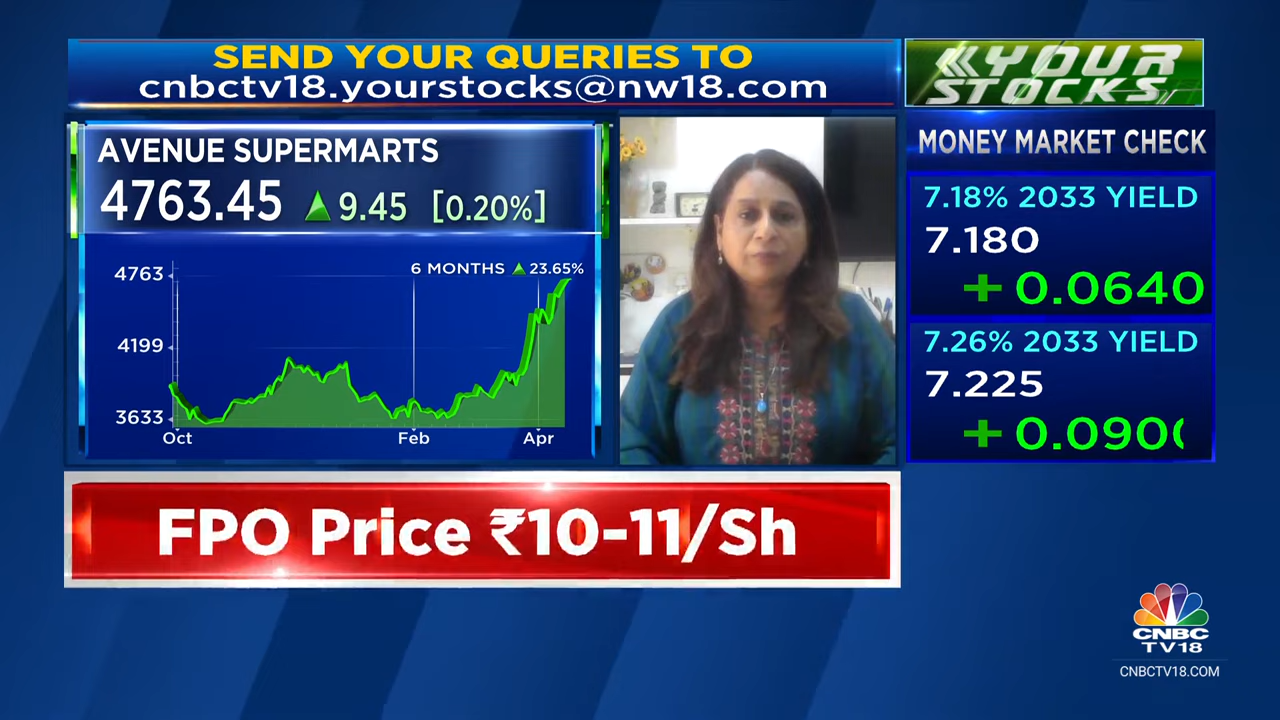 SEND YOUR QUERIES TO
cnbctv18.yourstocks@nw18.com
YOUR
STOCKS
AVENUE SUPERMARTS
4763.45 9.45 [0.20%]
6 MONTHS 23.65%
4763
4199
3633
Oct Feb Apr
MONEY MARKET CHECK
7.18% 2033 YIELD
7.180
+ 0.0640
7.26% 2033 YIELD
7.225
+ 0.090
FPO Price ₹10-11/Sh
CNBC
TV18
CNBCTV18.COM